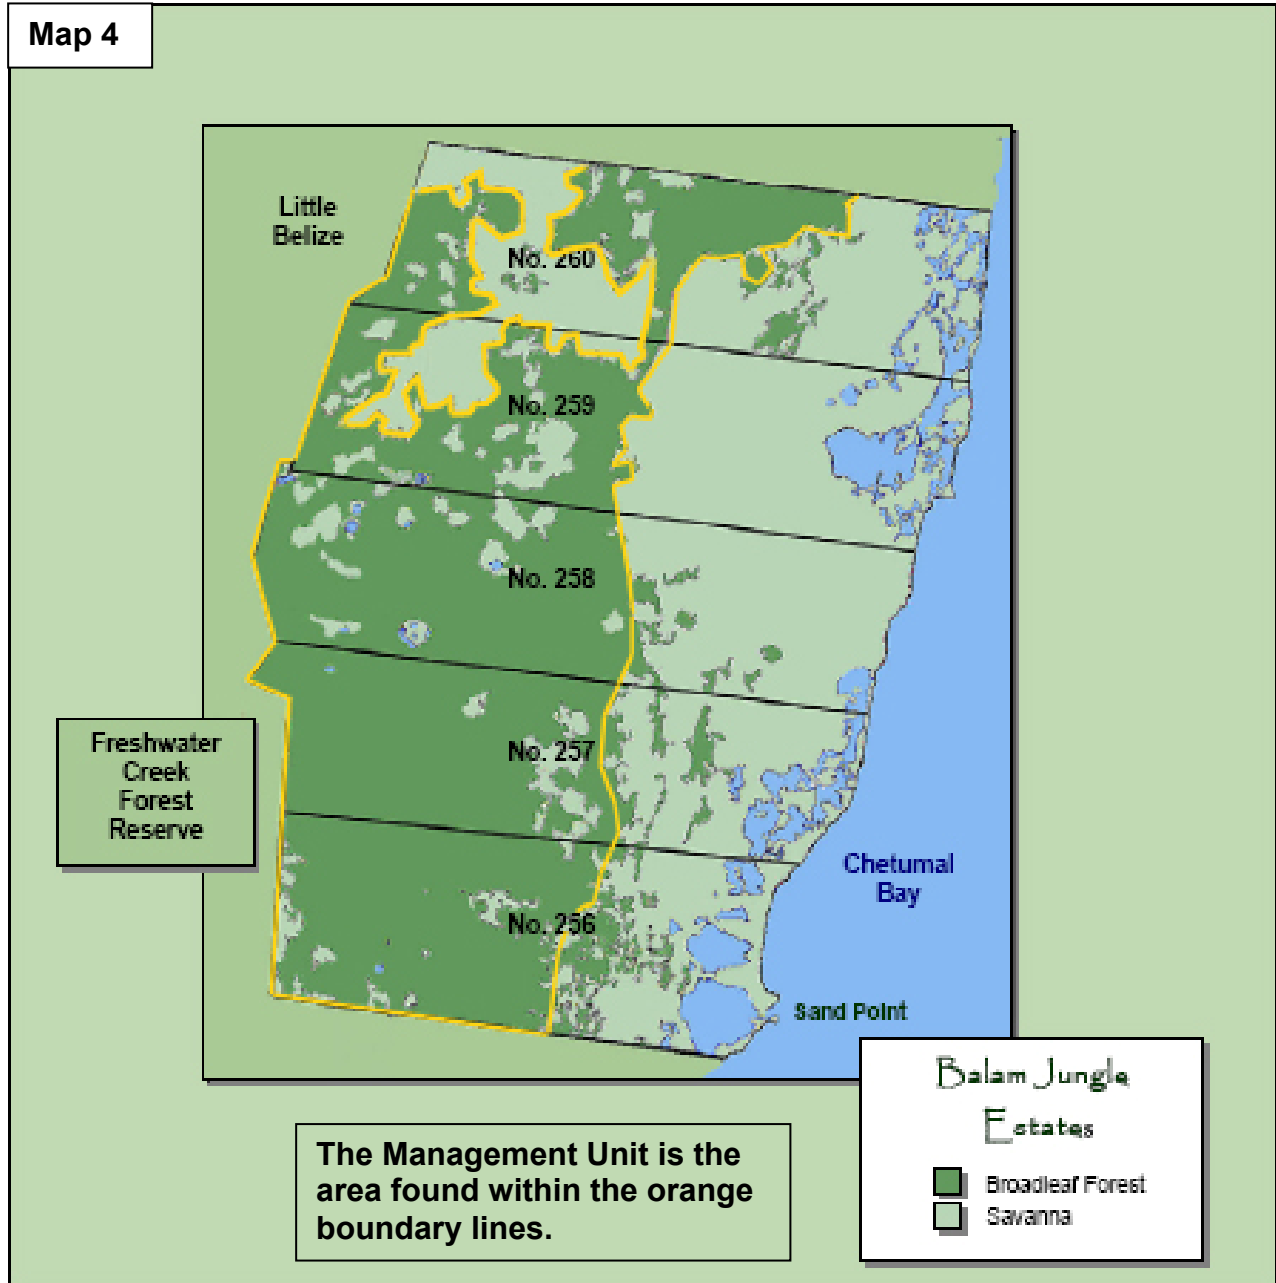 Map 4
Little
Belize
No. 260
No. 259
No. 258
No. 257
No. 256
Freshwater
Creek
Forest
Reserve
Chetumal
Bay
Sand Point
Balam Jungle
Estates
Broadleaf Forest
Savanna
The Management Unit is the
area found within the orange
boundary lines.